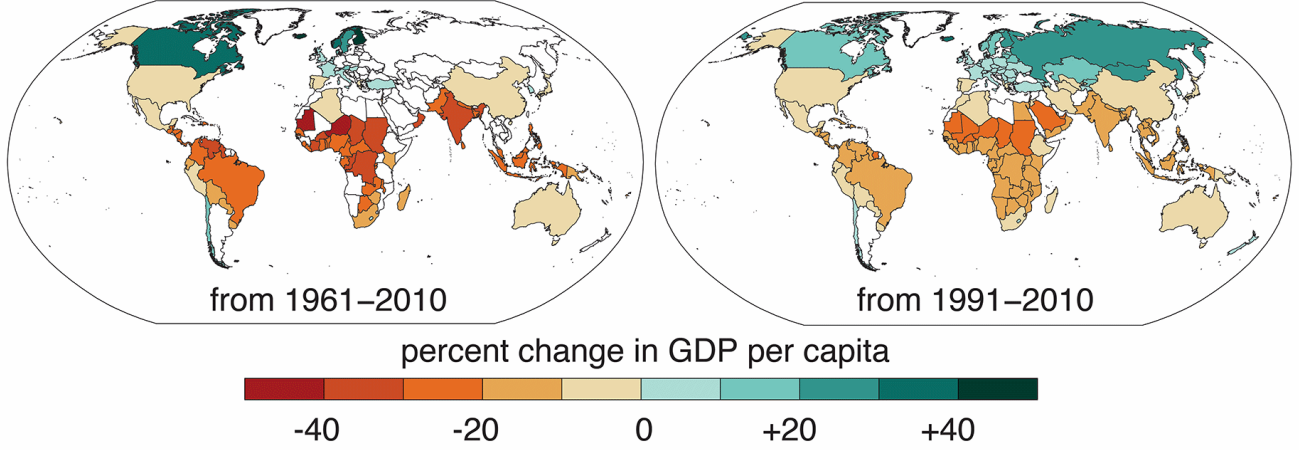 from 1961–2010
from 1991–2010
percent change in GDP per capita
-40 -20 0 +20 +40